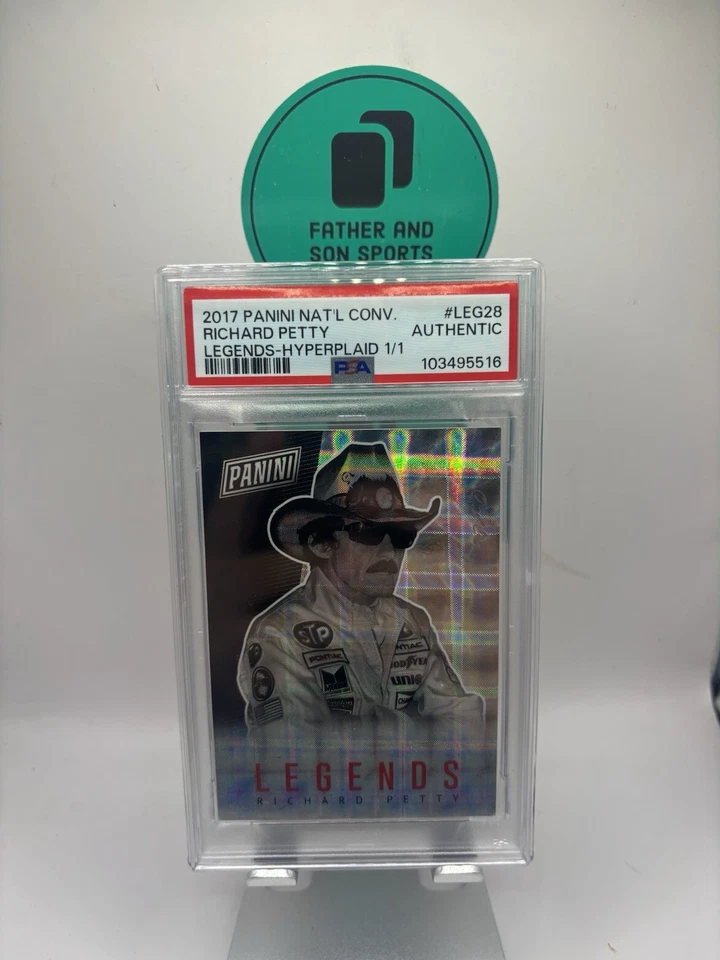 FATHER AND
SON SPORTS
2017 PANINI NAT'L CONV. #LEG28
RICHARD PETTY AUTHENTIC
LEGENDS-HYPERPLAID 1/1
PSA 103495516
PANINI
STP
PONTIAC
PONTIAC
GOODYEAR
LEGENDS
RICHARD PETTY